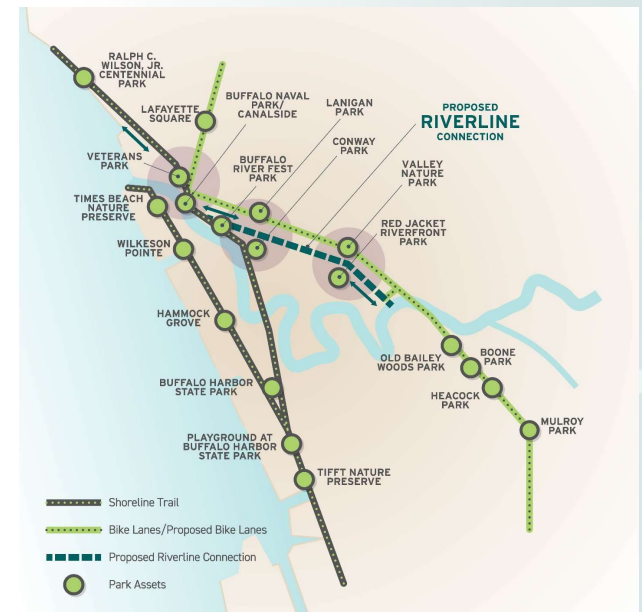 RALPH C.
WILSON, JR.
CENTENNIAL
PARK
LAFAYETTE
SQUARE
BUFFALO NAVAL
PARK/
CANALSIDE
LANIGAN
PARK
PROPOSED
RIVERLINE
CONNECTION
CONWAY
PARK
VETERANS
PARK
BUFFALO
RIVER FEST
PARK
VALLEY
NATURE
PARK
TIMES BEACH
NATURE
PRESERVE
RED JACKET
RIVERFRONT
PARK
WILKESON
POINTE
HAMMOCK
GROVE
OLD BAILEY
WOODS PARK
BOONE
PARK
HEACOCK
PARK
BUFFALO HARBOR
STATE PARK
MULROY
PARK
PLAYGROUND AT
BUFFALO HARBOR
STATE PARK
TIFFT NATURE
PRESERVE
Shoreline Trail
Bike Lanes/Proposed Bike Lanes
Proposed Riverline Connection
Park Assets